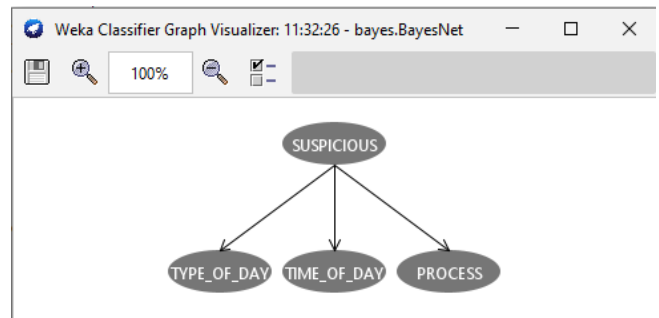 Weka Classifier Graph Visualizer: 11:32:26 - bayes.BayesNet
100%
SUSPICIOUS
TYPE_OF_DAY TIME_OF_DAY PROCESS